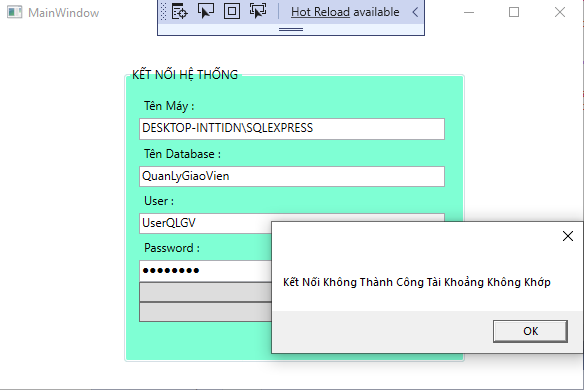 MainWindow
Hot Reload available
KẾT NỐI HỆ THỐNG
Tên Máy :
DESKTOP-INTTIDN\SQLEXPRESS
Tên Database :
QuanLyGiaoVien
User :
UserQLGV
Password :
●●●●●●●●
Kết Nối Không Thành Công Tài Khoảng Không Khớp
OK